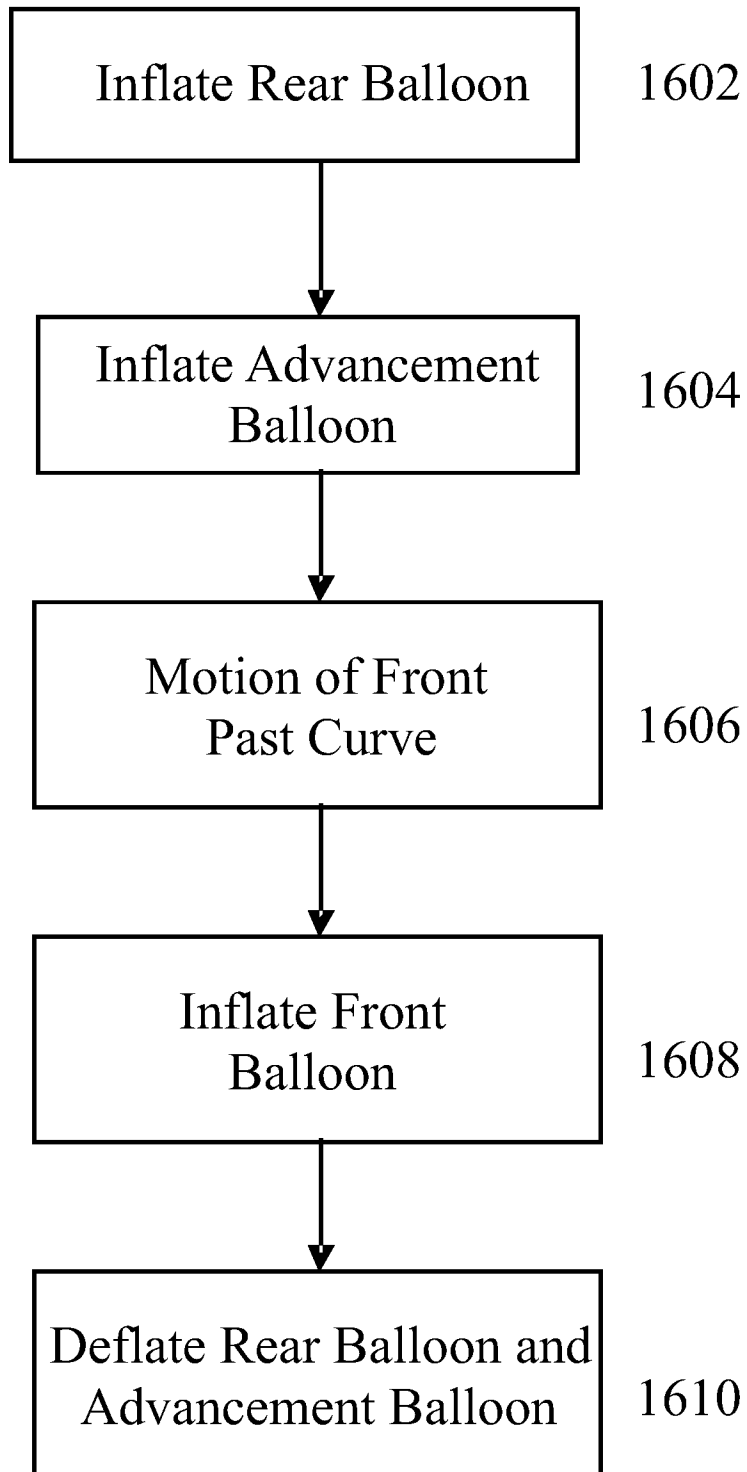 Inflate Rear Balloon 1602
Inflate Advancement
Balloon
1604
Motion of Front
Past Curve
1606
Inflate Front
Balloon
1608
Deflate Rear Balloon and
Advancement Balloon
1610